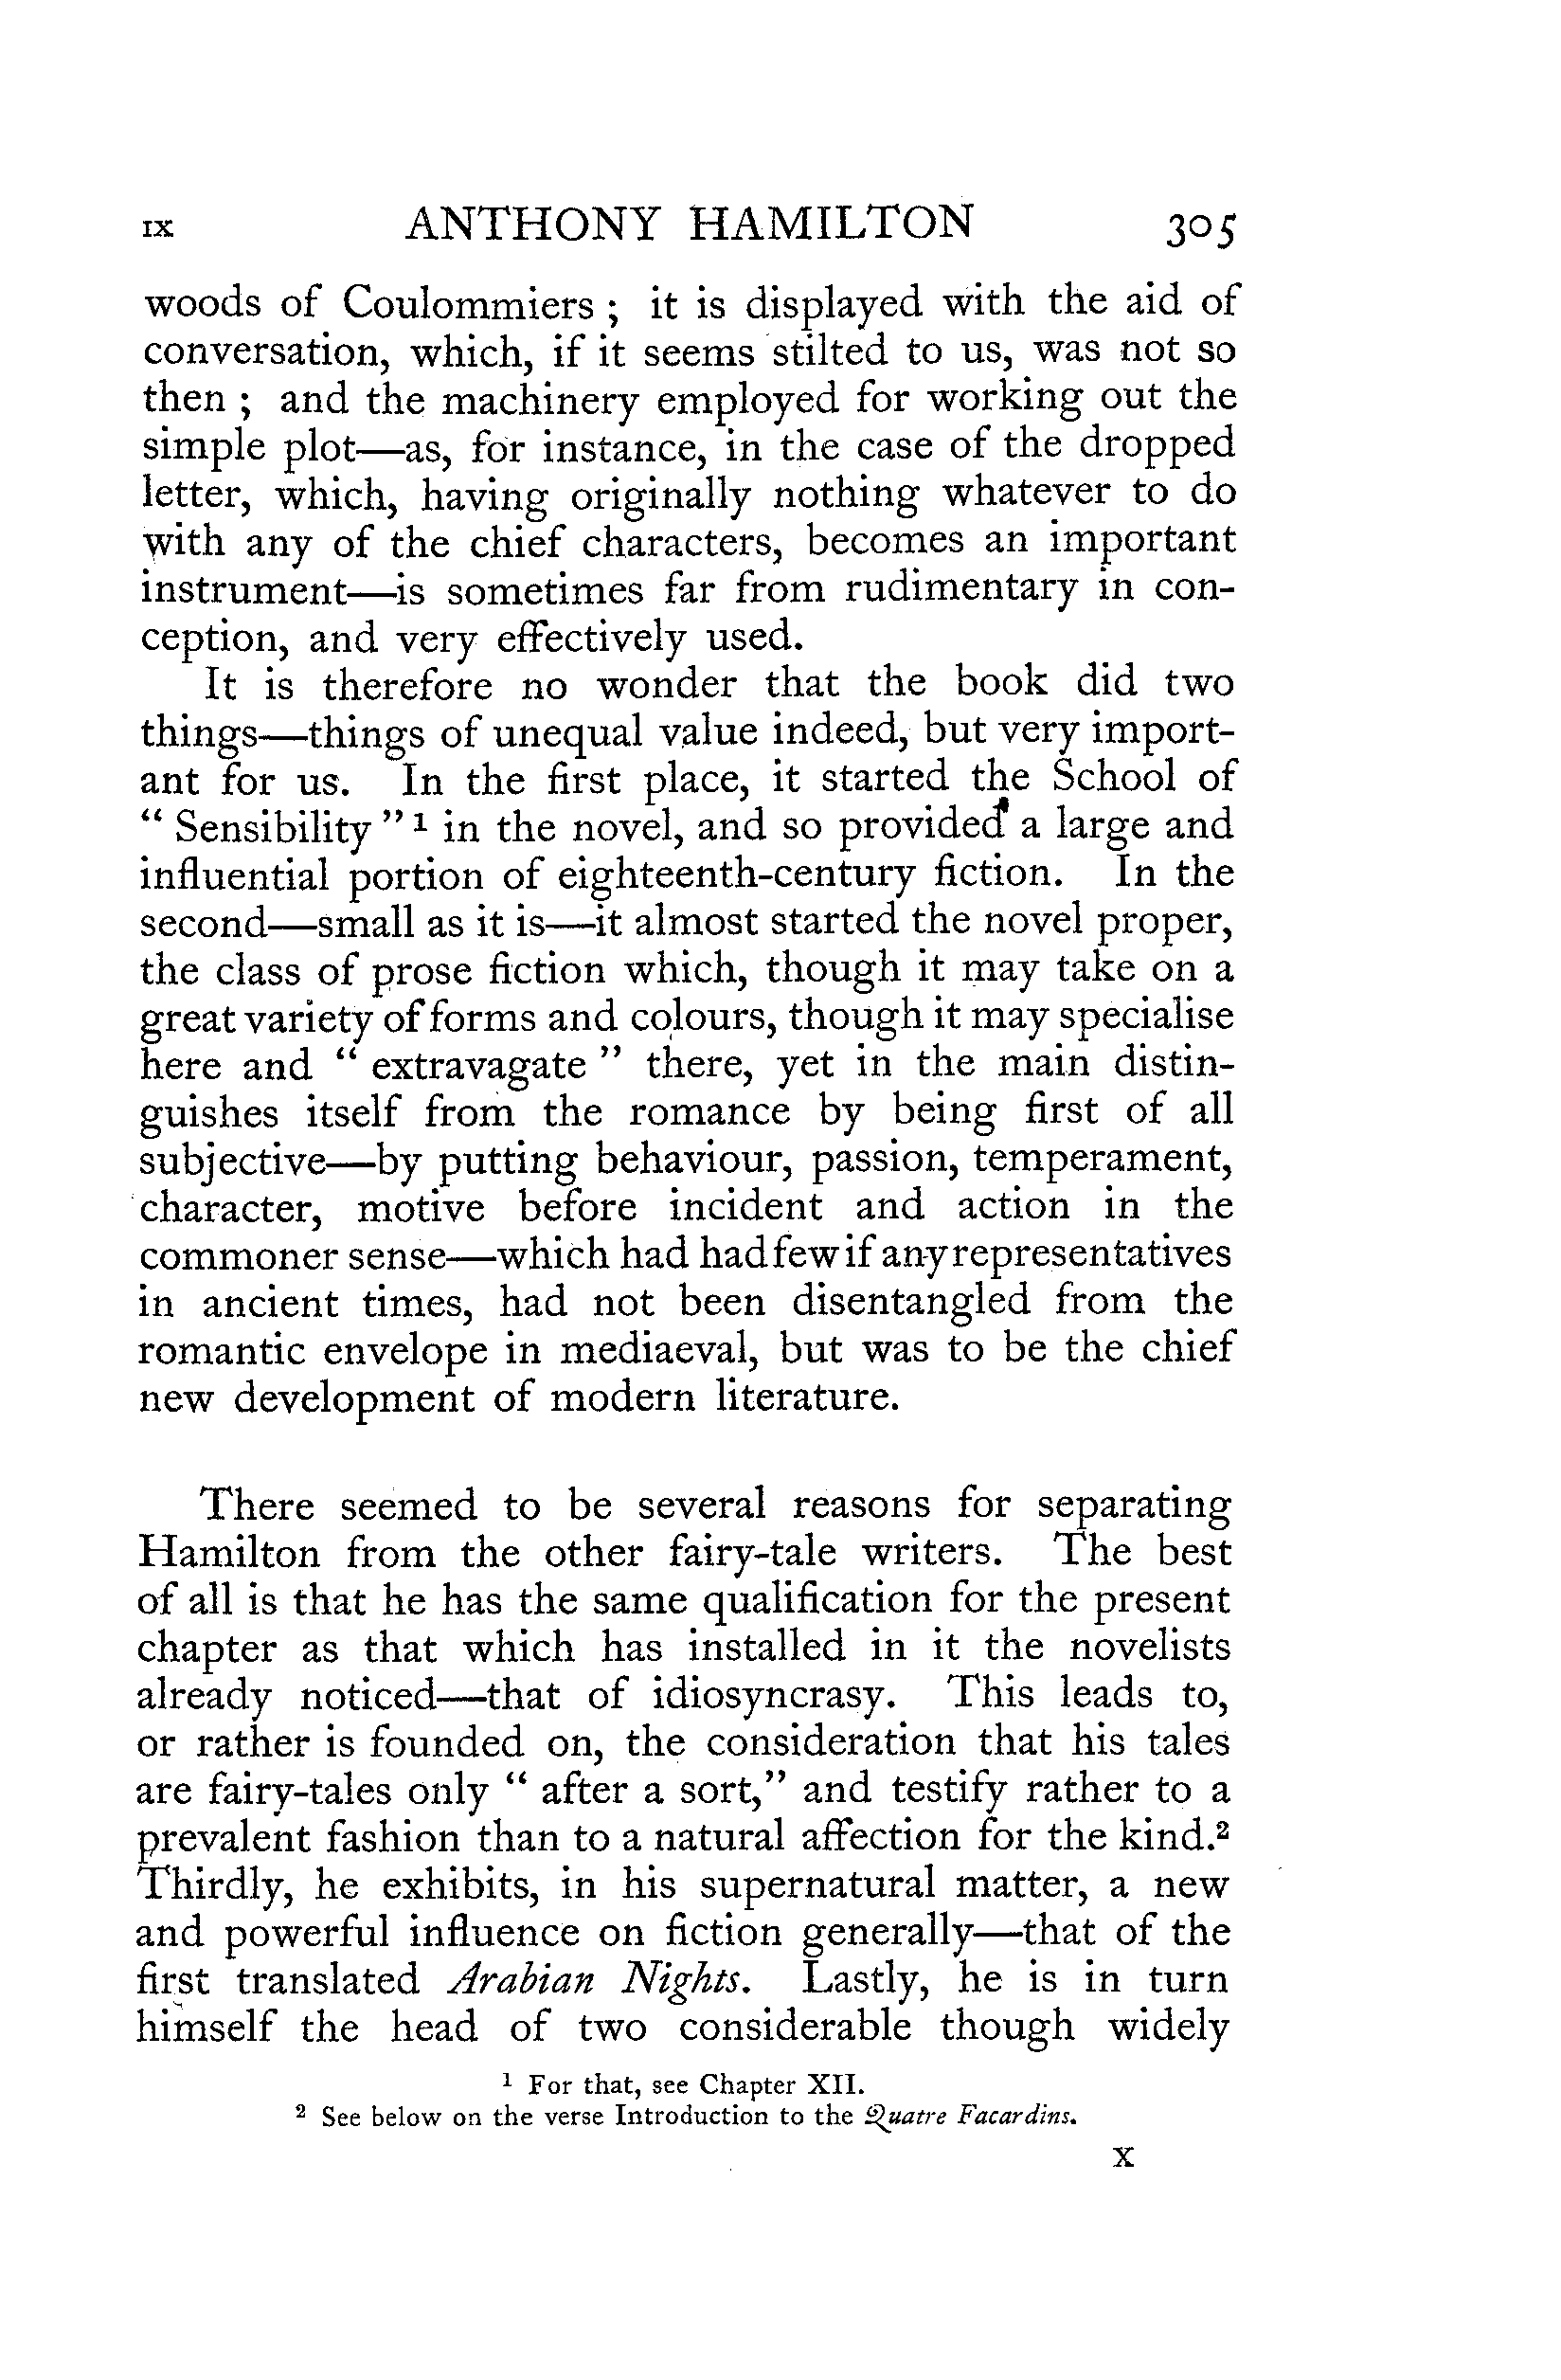 IX ANTHONY HAMILTON 305
woods of Coulommiers ; it is displayed with the aid of
conversation, which, if it seems stilted to us, was not so
then ; and the machinery employed for working out the
simple plot—as, for instance, in the case of the dropped
letter, which, having originally nothing whatever to do
with any of the chief characters, becomes an important
instrument—is sometimes far from rudimentary in con-
ception, and very effectively used.
It is therefore no wonder that the book did two
things—things of unequal value indeed, but very import-
ant for us. In the first place, it started the School of
“ Sensibility ” ¹ in the novel, and so provided a large and
influential portion of eighteenth-century fiction. In the
second—small as it is—it almost started the novel proper,
the class of prose fiction which, though it may take on a
great variety of forms and colours, though it may specialise
here and “ extravagate ” there, yet in the main distin-
guishes itself from the romance by being first of all
subjective—by putting behaviour, passion, temperament,
character, motive before incident and action in the
commoner sense—which had had few if any representatives
in ancient times, had not been disentangled from the
romantic envelope in mediaeval, but was to be the chief
new development of modern literature.
There seemed to be several reasons for separating
Hamilton from the other fairy-tale writers. The best
of all is that he has the same qualification for the present
chapter as that which has installed in it the novelists
already noticed—that of idiosyncrasy. This leads to,
or rather is founded on, the consideration that his tales
are fairy-tales only “ after a sort,” and testify rather to a
prevalent fashion than to a natural affection for the kind.²
Thirdly, he exhibits, in his supernatural matter, a new
and powerful influence on fiction generally—that of the
first translated Arabian Nights. Lastly, he is in turn
himself the head of two considerable though widely
¹ For that, see Chapter XII.
² See below on the verse Introduction to the Quatre Facardins.
X